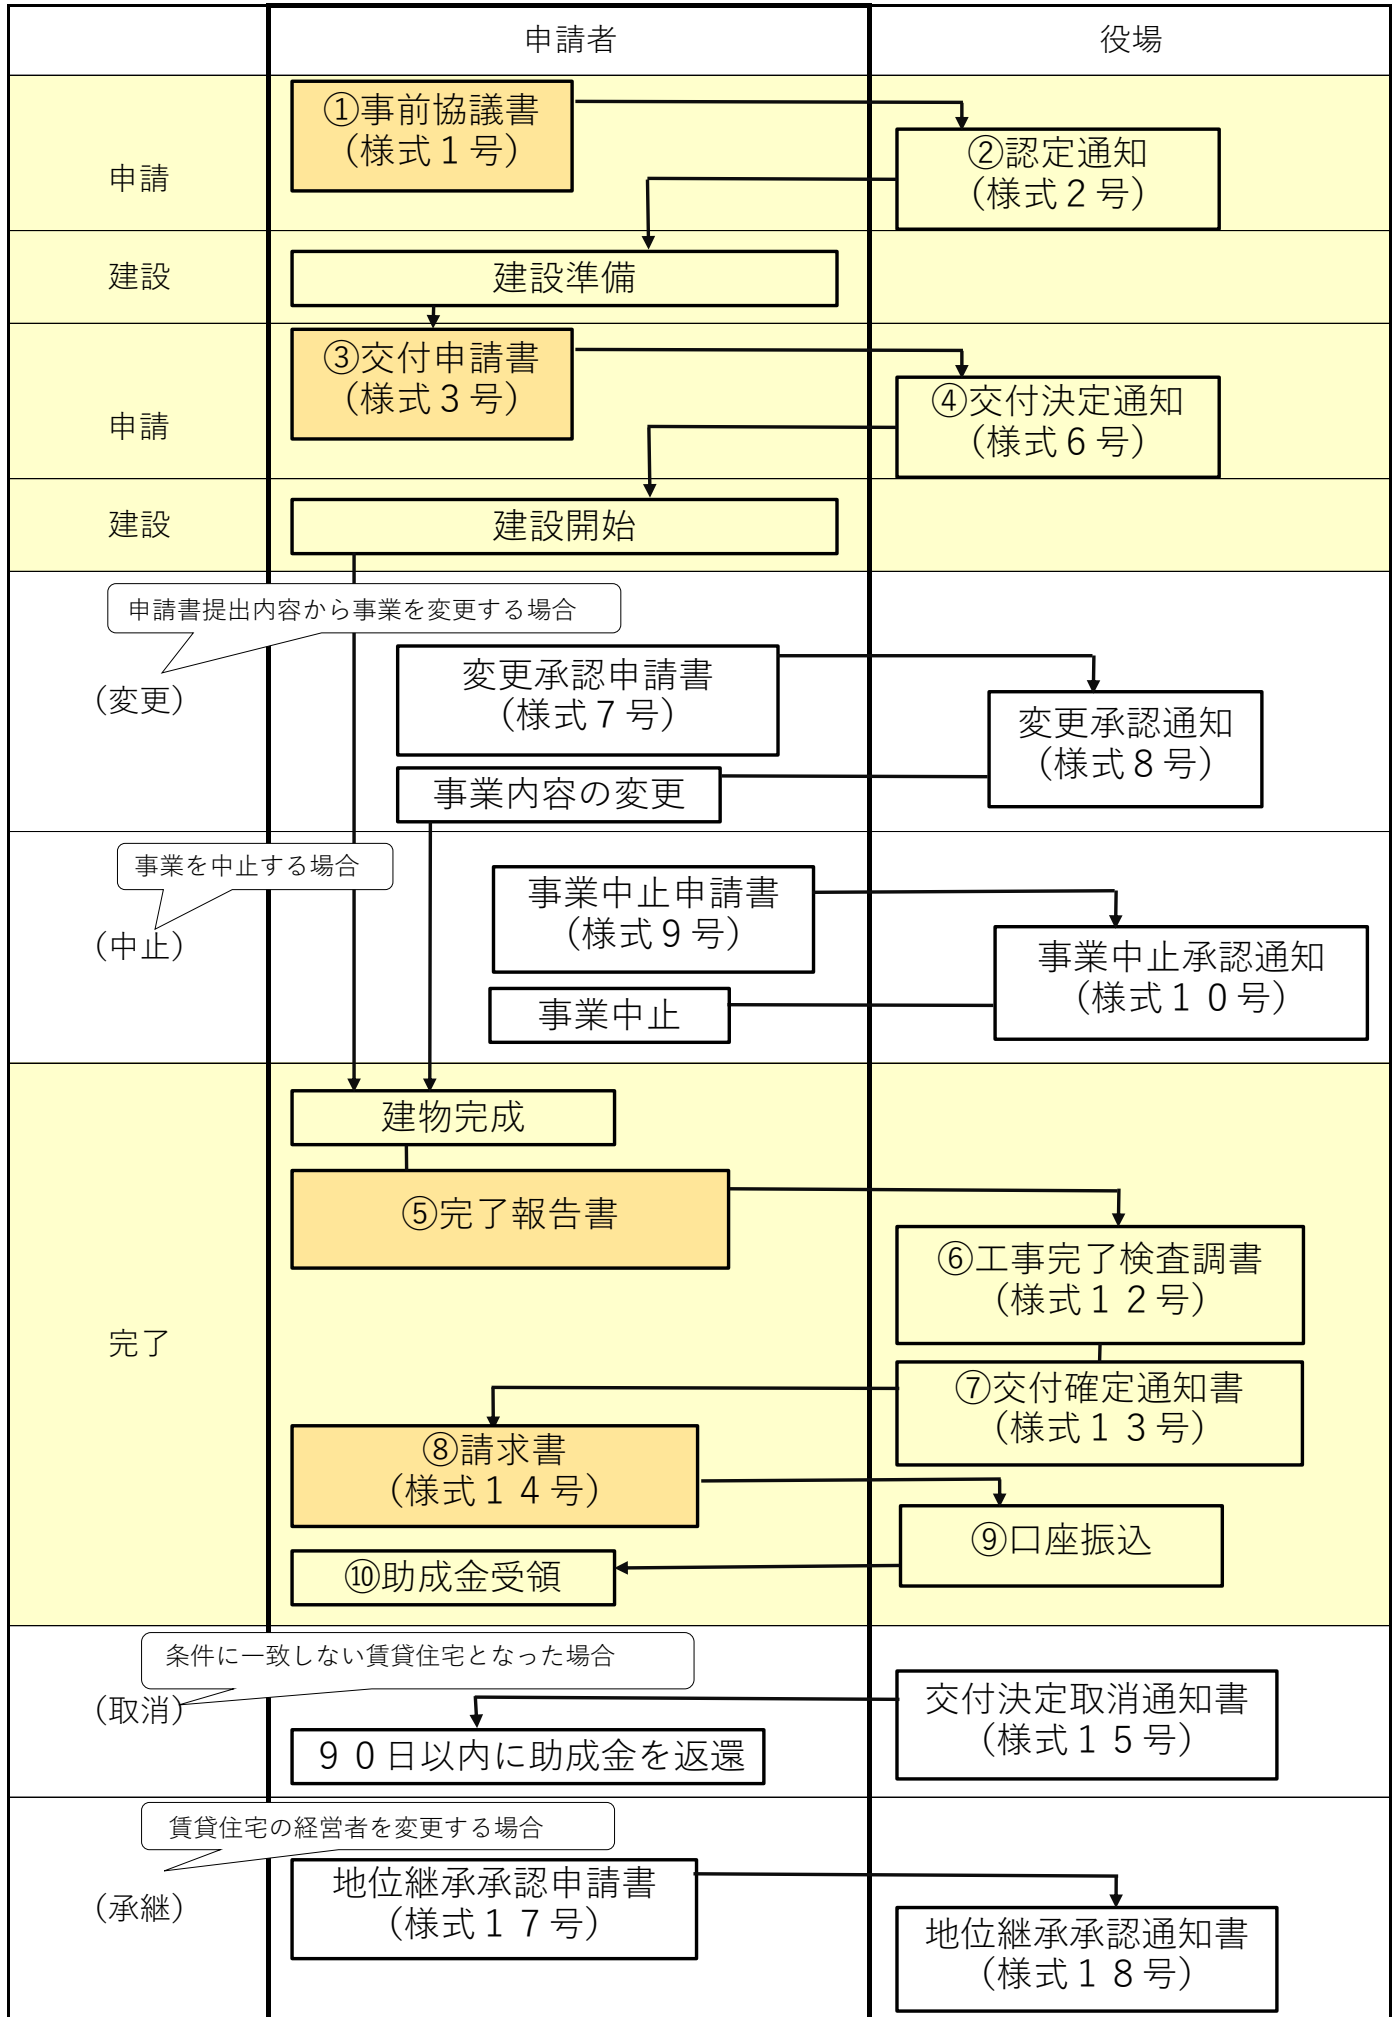 申請者
役場
申請
①事前協議書
（様式１号）
②認定通知
（様式２号）
建設
建設準備
申請
③交付申請書
（様式３号）
④交付決定通知
（様式６号）
建設
建設開始
申請書提出内容から事業を変更する場合
（変更）
変更承認申請書
（様式７号）
変更承認通知
（様式８号）
事業内容の変更
事業を中止する場合
（中止）
事業中止申請書
（様式９号）
事業中止承認通知
（様式１０号）
事業中止
完了
建物完成
⑤完了報告書
⑥工事完了検査調書
（様式１２号）
⑦交付確定通知書
（様式１３号）
⑧請求書
（様式１４号）
⑨口座振込
⑩助成金受領
条件に一致しない賃貸住宅となった場合
（取消）
交付決定取消通知書
（様式１５号）
９０日以内に助成金を返還
賃貸住宅の経営者を変更する場合
（承継）
地位継承承認申請書
（様式１７号）
地位継承承認通知書
（様式１８号）